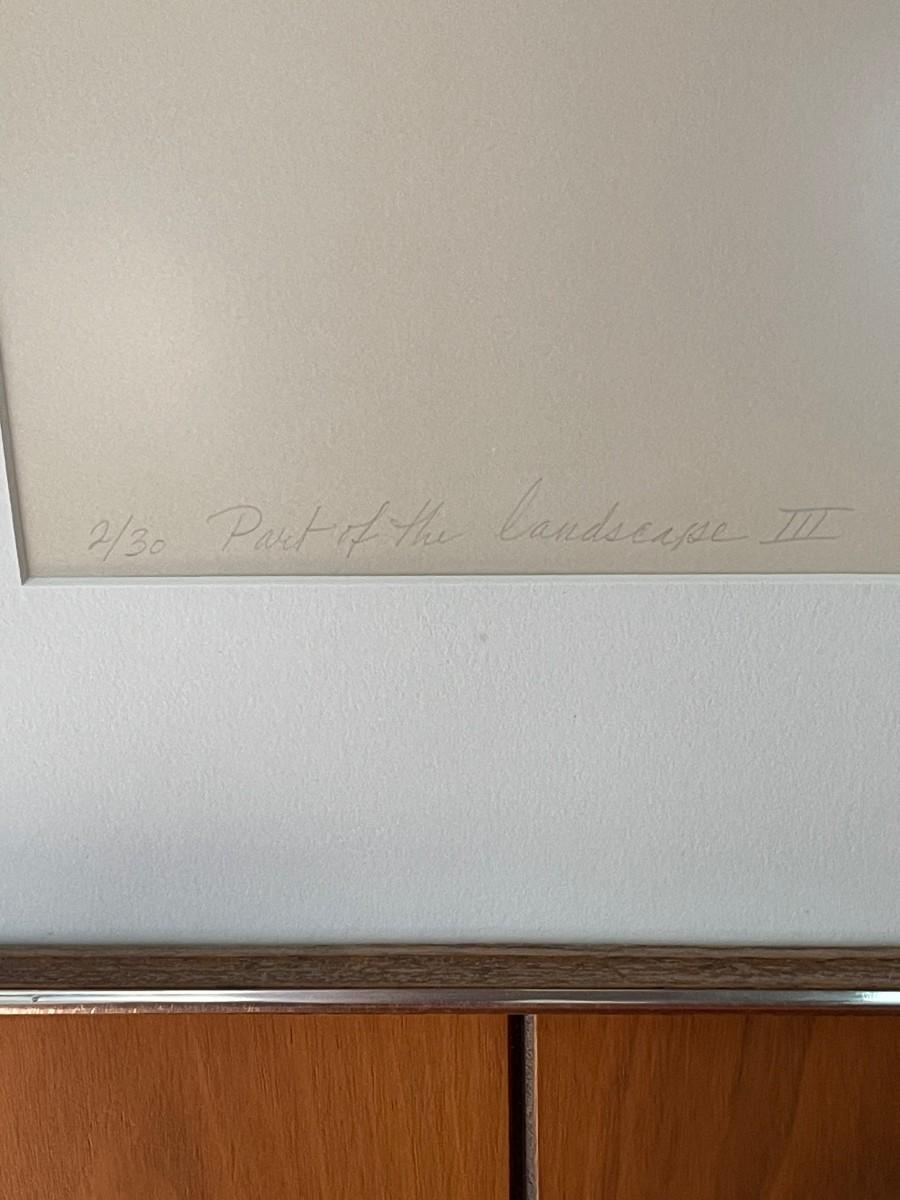 2/30 Part of the landscape III